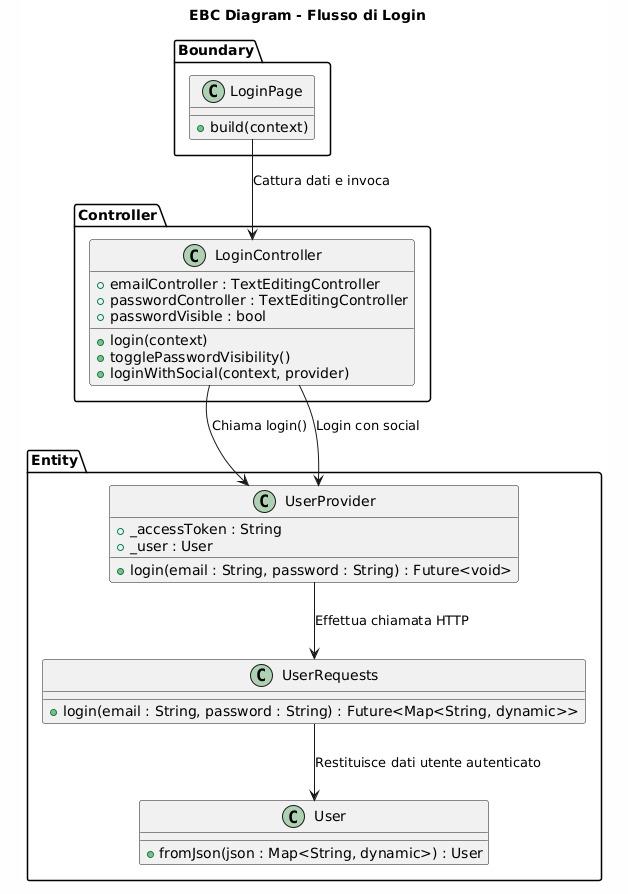 EBC Diagram - Flusso di Login
Boundary
C LoginPage
build(context)
Cattura dati e invoca
Controller
C LoginController
emailController : TextEditingController
passwordController : TextEditingController
passwordVisible : bool
login(context)
togglePasswordVisibility()
loginWithSocial(context, provider)
Chiama login() Login con social
Entity
C UserProvider
_accessToken : String
_user : User
login(email : String, password : String) : Future<void>
Effettua chiamata HTTP
C UserRequests
login(email : String, password : String) : Future<Map<String, dynamic>>
Restituisce dati utente autenticato
C User
fromJson(json : Map<String, dynamic>) : User